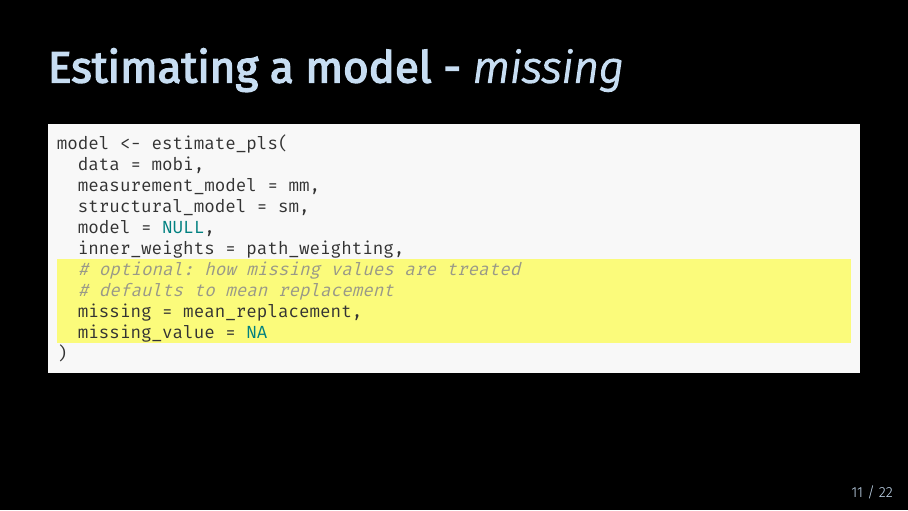 Estimating a model - missing
model <- estimate_pls(
  data = mobi,
  measurement_model = mm,
  structural_model = sm,
  model = NULL,
  inner_weights = path_weighting,
  # optional: how missing values are treated
  # defaults to mean replacement
  missing = mean_replacement,
  missing_value = NA
)
11 / 22